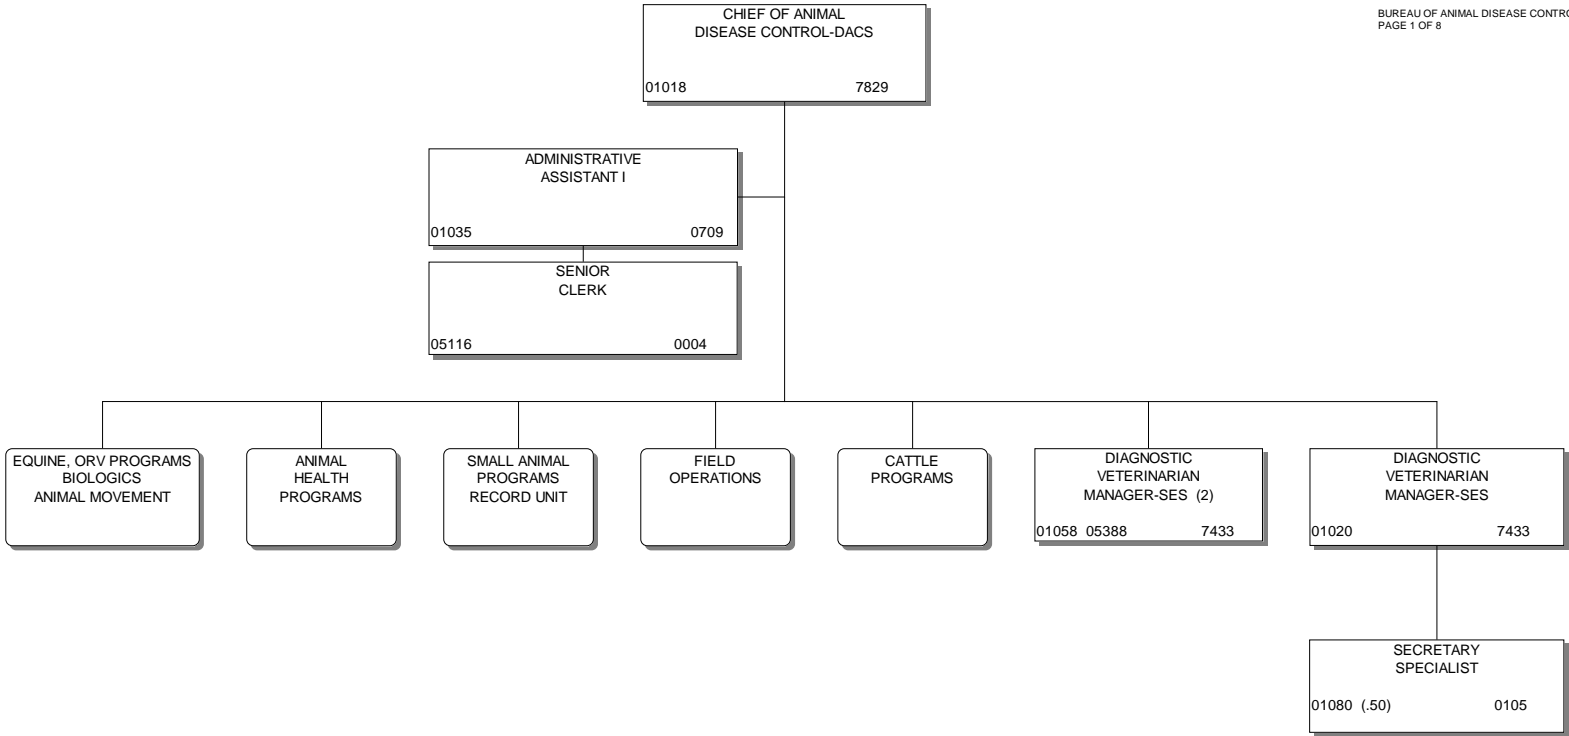 CHIEF OF ANIMAL
DISEASE CONTROL-DACS
01018 7829
BUREAU OF ANIMAL DISEASE CONTRO
PAGE 1 OF 8
ADMINISTRATIVE
ASSISTANT I
01035 0709
SENIOR
CLERK
05116 0004
EQUINE, ORV PROGRAMS
BIOLOGICS
ANIMAL MOVEMENT
ANIMAL
HEALTH
PROGRAMS
SMALL ANIMAL
PROGRAMS
RECORD UNIT
FIELD
OPERATIONS
CATTLE
PROGRAMS
DIAGNOSTIC
VETERINARIAN
MANAGER-SES (2)
01058 05388 7433
DIAGNOSTIC
VETERINARIAN
MANAGER-SES
01020 7433
SECRETARY
SPECIALIST
01080 (.50) 0105